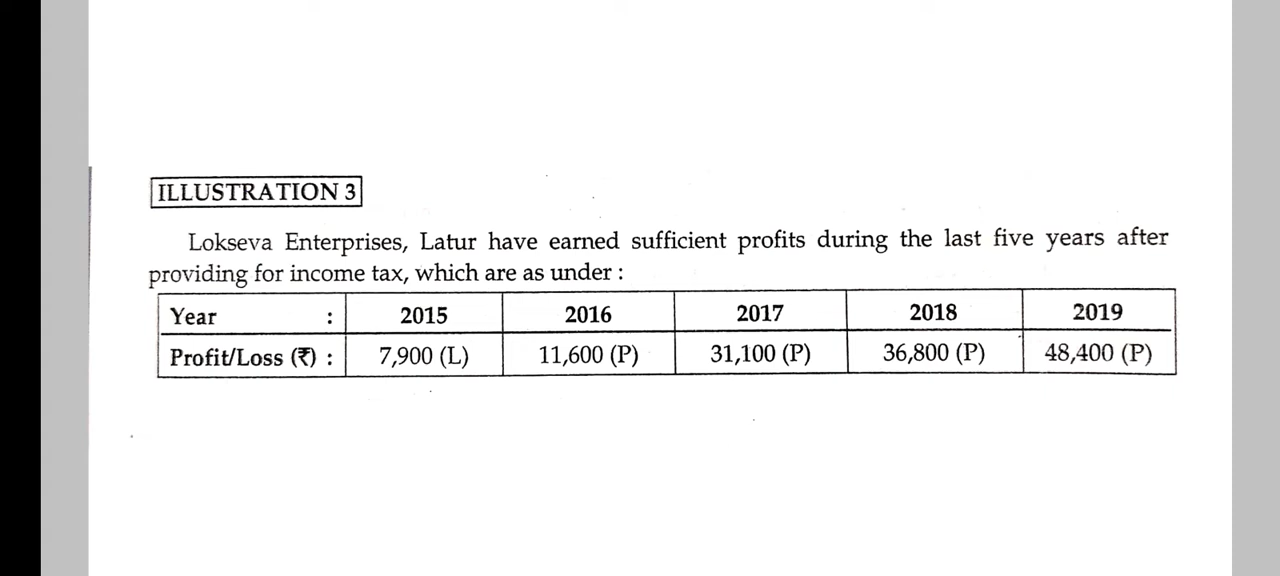 ILLUSTRATION 3
Lokseva Enterprises, Latur have earned sufficient profits during the last five years after
providing for income tax, which are as under :
Year : 2015 2016 2017 2018 2019
Profit/Loss (₹) : 7,900 (L) 11,600 (P) 31,100 (P) 36,800 (P) 48,400 (P)